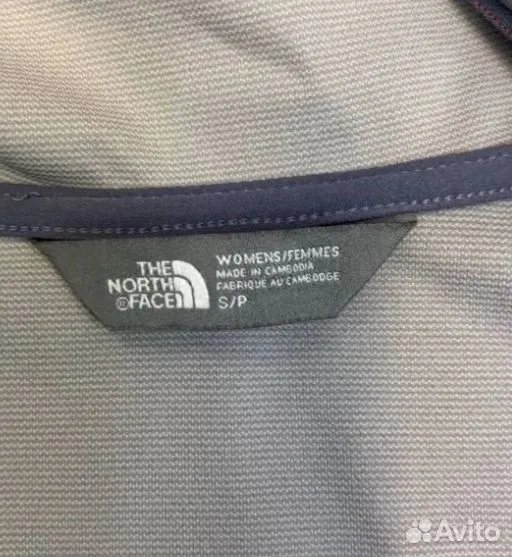 THE
NORTH
®FACE
WOMENS/FEMMES
MADE IN CAMBODIA
FABRIQUE AU CAMBODGE
S/P
Avito